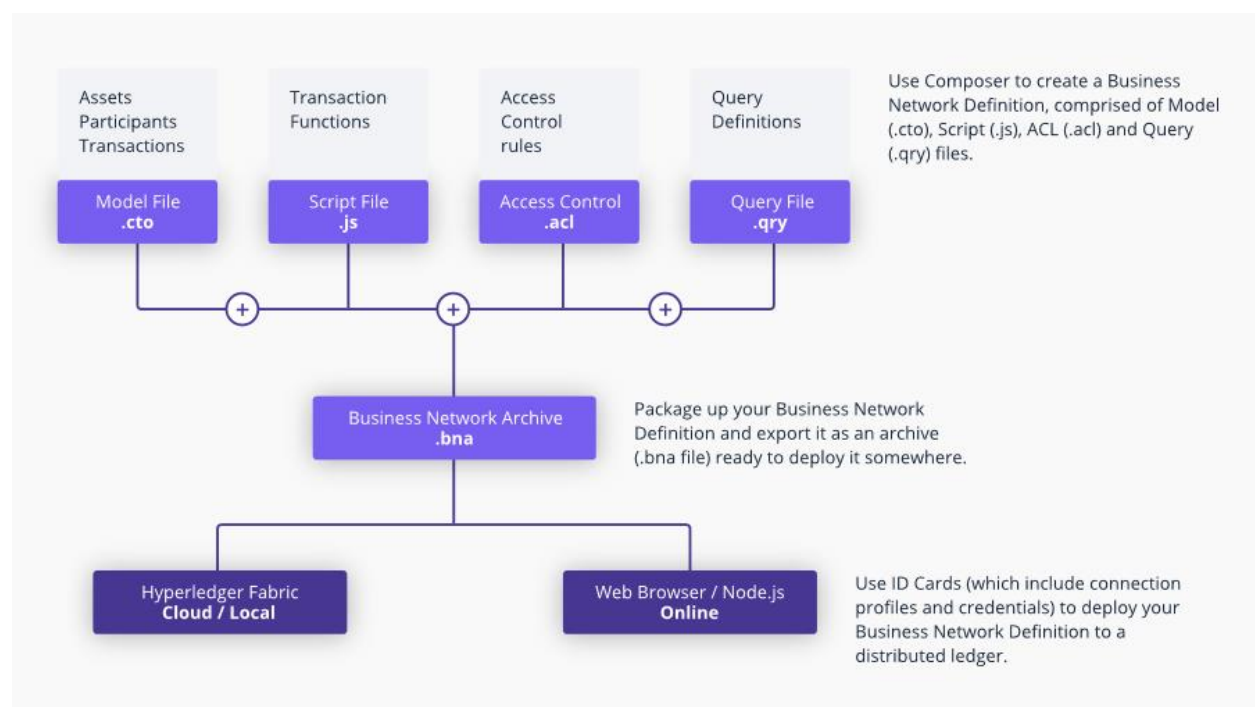 Assets
Participants
Transactions
Transaction
Functions
Access
Control
rules
Query
Definitions
Use Composer to create a Business
Network Definition, comprised of Model
(.cto), Script (.js), ACL (.acl) and Query
(.qry) files.
Model File
.cto
Script File
.js
Access Control
.acl
Query File
.qry
+
+
+
Business Network Archive
.bna
Package up your Business Network
Definition and export it as an archive
(.bna file) ready to deploy it somewhere.
Hyperledger Fabric
Cloud / Local
Web Browser / Node.js
Online
Use ID Cards (which include connection
profiles and credentials) to deploy your
Business Network Definition to a
distributed ledger.